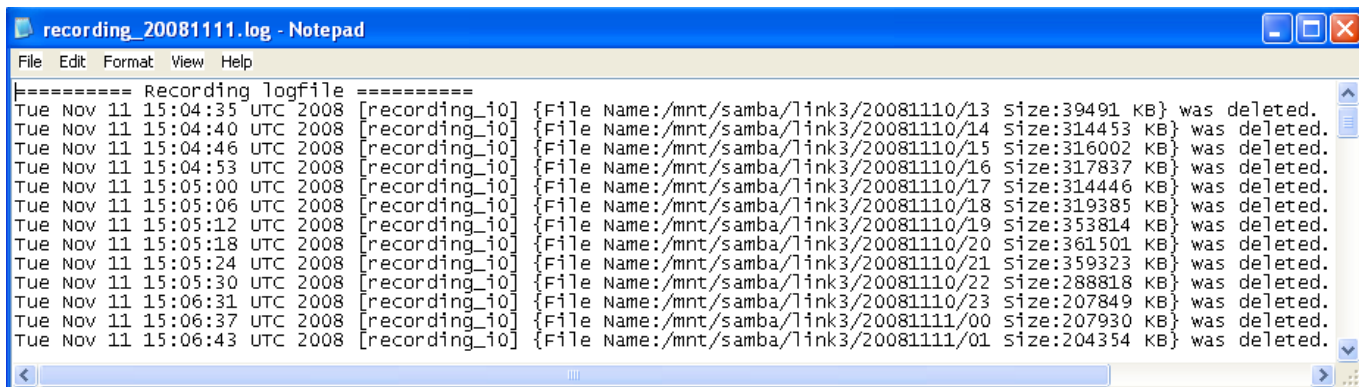 recording_20081111.log - Notepad
File Edit Format View Help
========== Recording logfile ==========
Tue Nov 11 15:04:35 UTC 2008 [recording_i0] {File Name:/mnt/samba/link3/20081110/13 Size:39491 KB} was deleted.
Tue Nov 11 15:04:40 UTC 2008 [recording_i0] {File Name:/mnt/samba/link3/20081110/14 Size:314453 KB} was deleted.
Tue Nov 11 15:04:46 UTC 2008 [recording_i0] {File Name:/mnt/samba/link3/20081110/15 Size:316002 KB} was deleted.
Tue Nov 11 15:04:53 UTC 2008 [recording_i0] {File Name:/mnt/samba/link3/20081110/16 Size:317837 KB} was deleted.
Tue Nov 11 15:05:00 UTC 2008 [recording_i0] {File Name:/mnt/samba/link3/20081110/17 Size:314446 KB} was deleted.
Tue Nov 11 15:05:06 UTC 2008 [recording_i0] {File Name:/mnt/samba/link3/20081110/18 Size:319385 KB} was deleted.
Tue Nov 11 15:05:12 UTC 2008 [recording_i0] {File Name:/mnt/samba/link3/20081110/19 Size:353814 KB} was deleted.
Tue Nov 11 15:05:18 UTC 2008 [recording_i0] {File Name:/mnt/samba/link3/20081110/20 Size:361501 KB} was deleted.
Tue Nov 11 15:05:24 UTC 2008 [recording_i0] {File Name:/mnt/samba/link3/20081110/21 Size:359323 KB} was deleted.
Tue Nov 11 15:05:30 UTC 2008 [recording_i0] {File Name:/mnt/samba/link3/20081110/22 Size:288818 KB} was deleted.
Tue Nov 11 15:06:31 UTC 2008 [recording_i0] {File Name:/mnt/samba/link3/20081110/23 Size:207849 KB} was deleted.
Tue Nov 11 15:06:37 UTC 2008 [recording_i0] {File Name:/mnt/samba/link3/20081111/00 Size:207930 KB} was deleted.
Tue Nov 11 15:06:43 UTC 2008 [recording_i0] {File Name:/mnt/samba/link3/20081111/01 Size:204354 KB} was deleted.